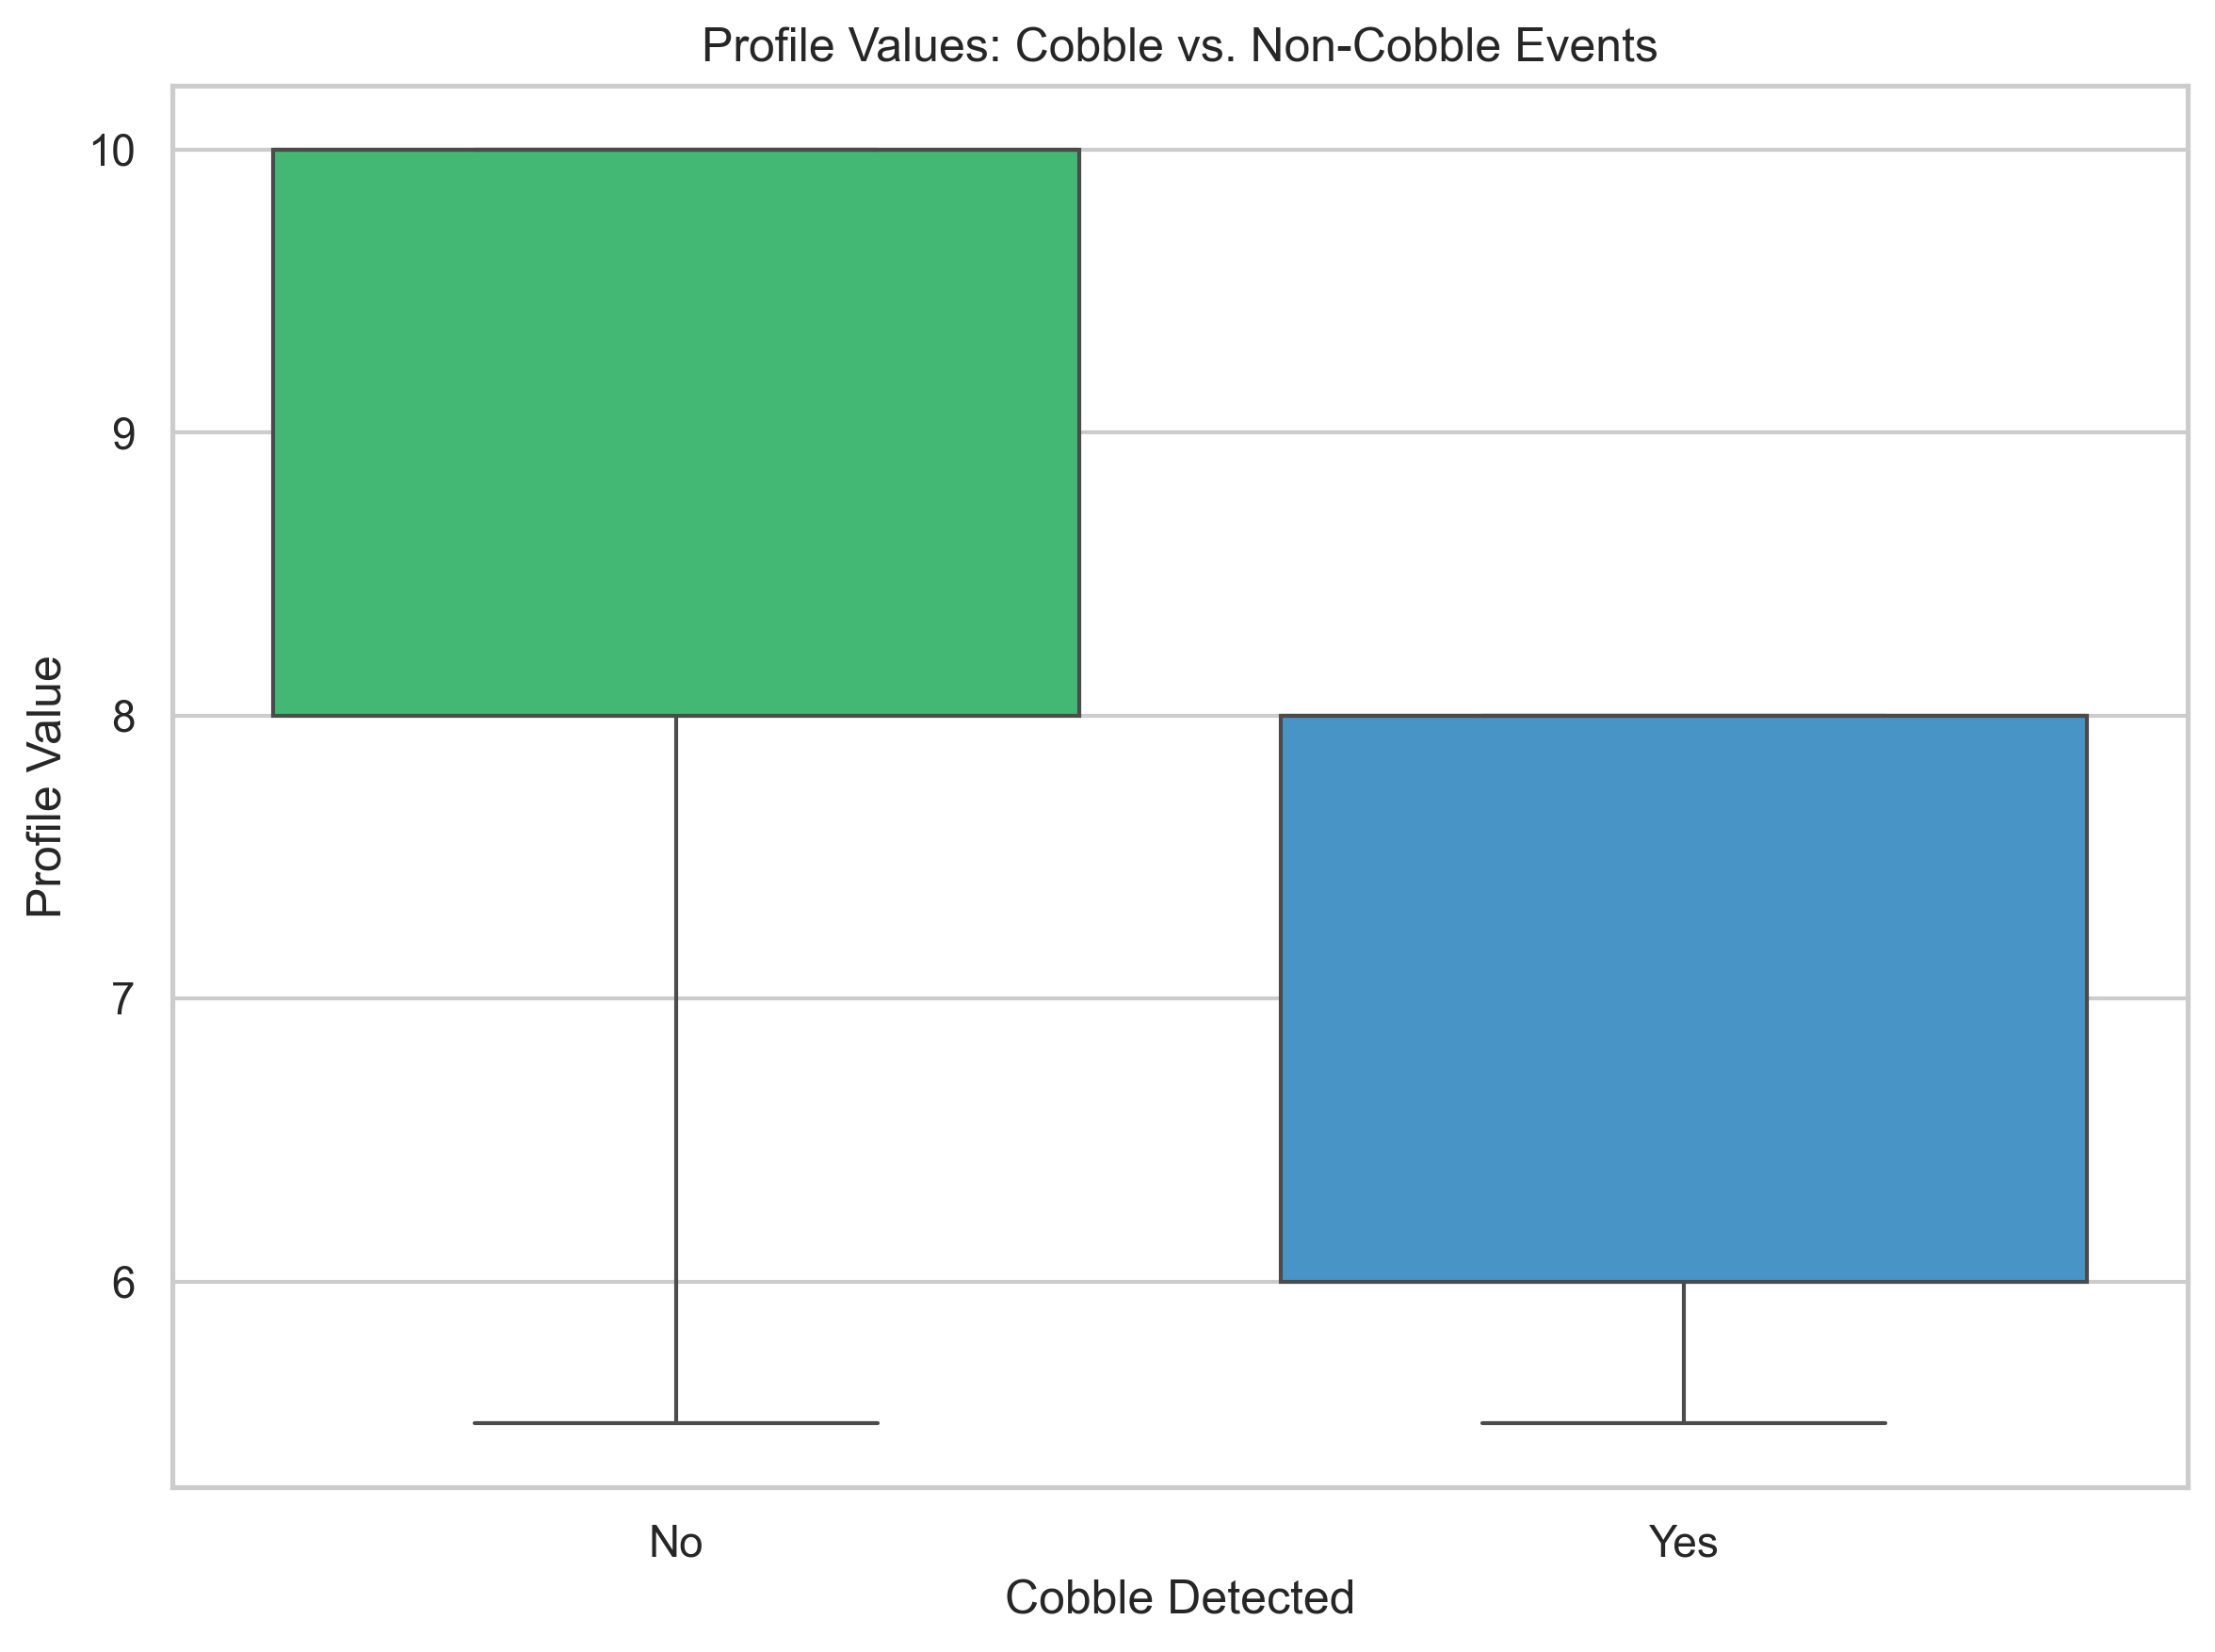 Profile Values: Cobble vs. Non-Cobble Events
10
9
8
7
6
Profile Value
No
Yes
Cobble Detected